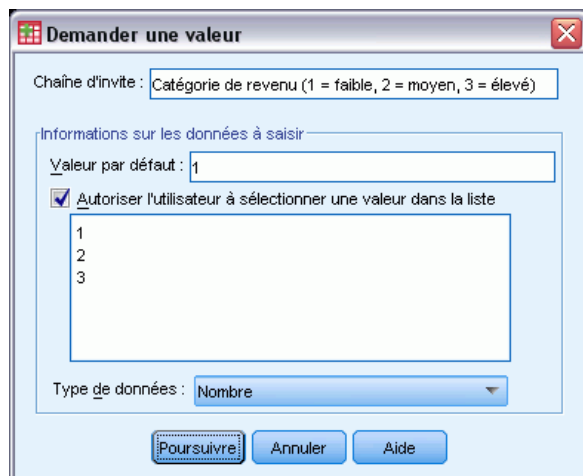 Demander une valeur
Chaîne d'invite : Catégorie de revenu (1 = faible, 2 = moyen, 3 = élevé)
Informations sur les données à saisir
Valeur par défaut : 1
Autoriser l'utilisateur à sélectionner une valeur dans la liste
1
2
3
Type de données : Nombre
Poursuivre Annuler Aide